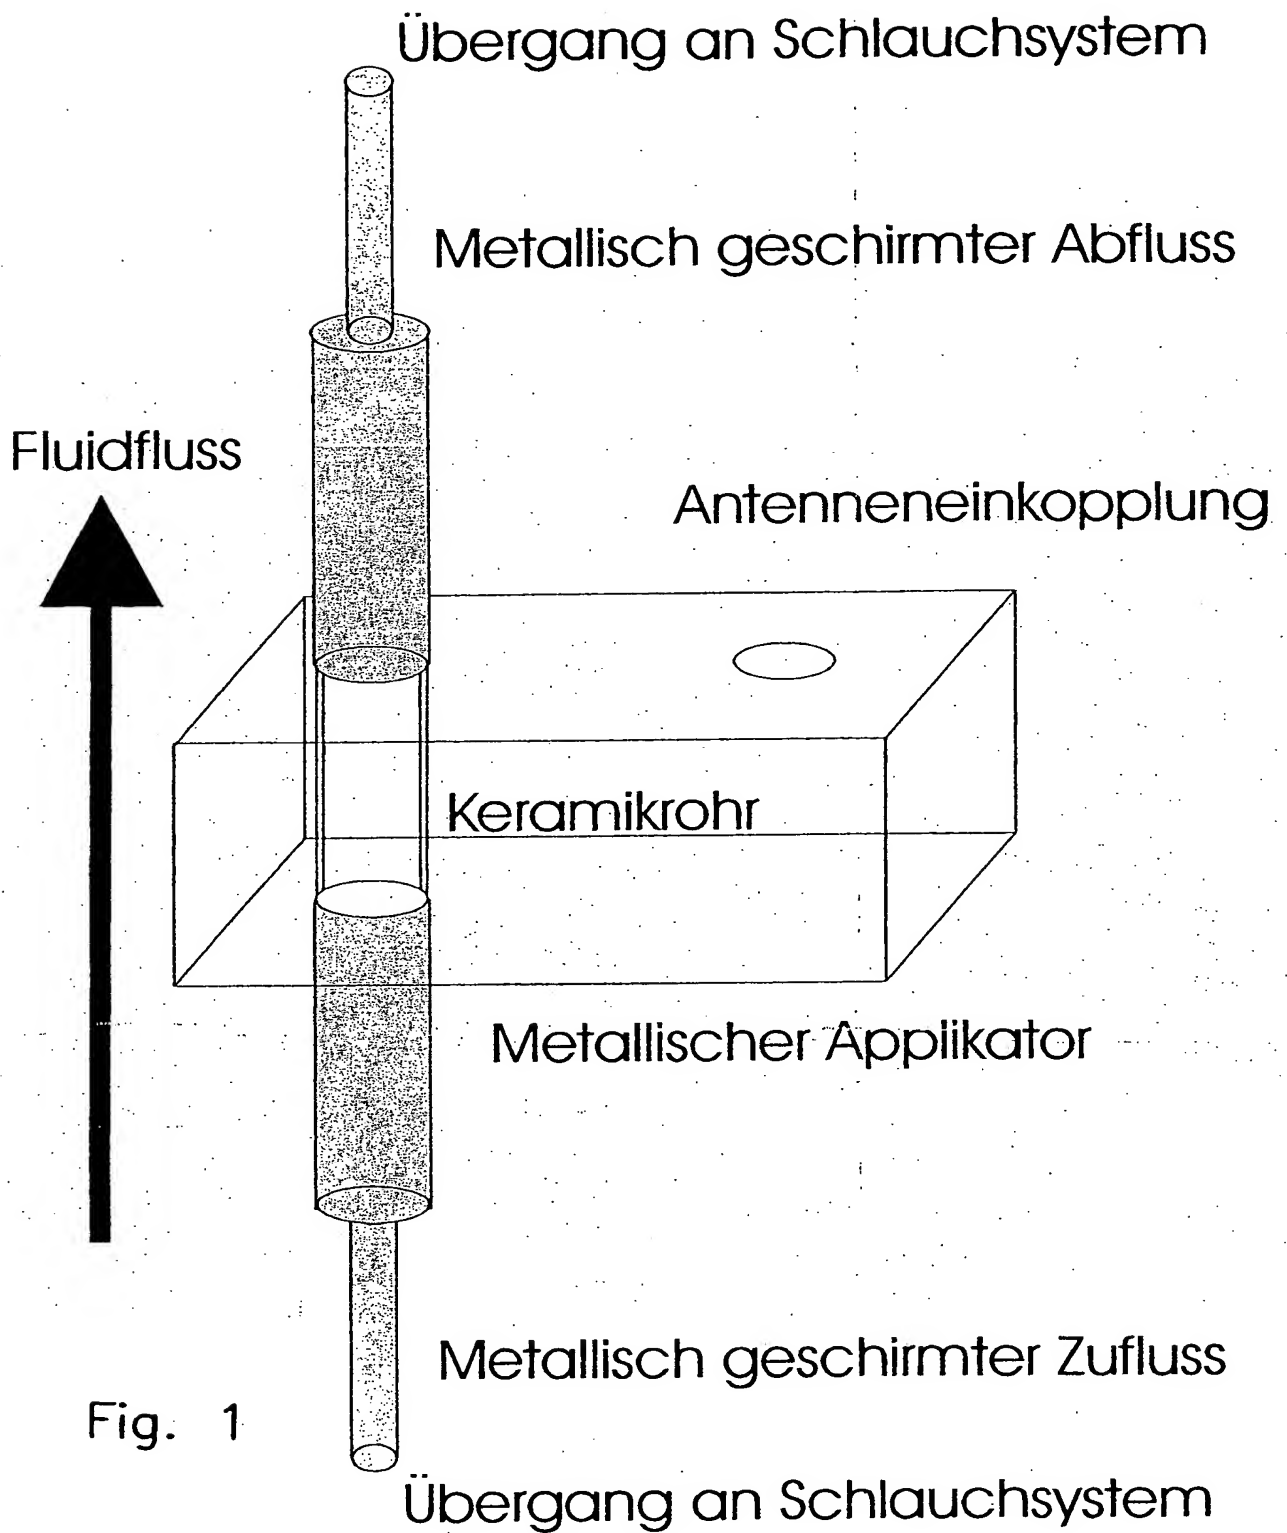 Übergang an Schlauchsystem
Metallisch geschirmter Abfluss
Fluidfluss
Antenneneinkopplung
Keramikrohr
Metallischer Applikator
Metallisch geschirmter Zufluss
Fig. 1
Übergang an Schlauchsystem